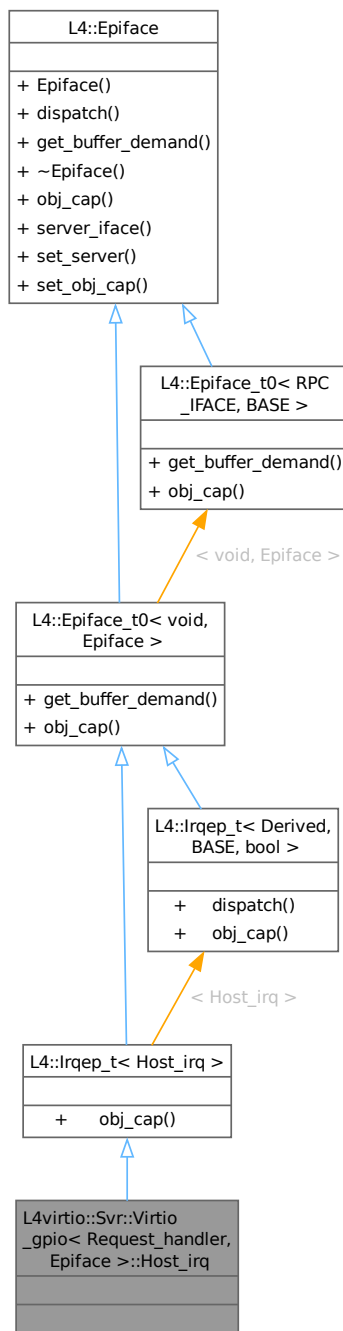 L4::Epiface
+ Epiface()
+ dispatch()
+ get_buffer_demand()
+ ~Epiface()
+ obj_cap()
+ server_iface()
+ set_server()
+ set_obj_cap()
L4::Epiface_t0< RPC
_IFACE, BASE >
+ get_buffer_demand()
+ obj_cap()
< void, Epiface >
L4::Epiface_t0< void,
Epiface >
+ get_buffer_demand()
+ obj_cap()
L4::Irqep_t< Derived,
BASE, bool >
+ dispatch()
+ obj_cap()
< Host_irq >
L4::Irqep_t< Host_irq >
+ obj_cap()
L4virtio::Svr::Virtio
_gpio< Request_handler,
Epiface >::Host_irq